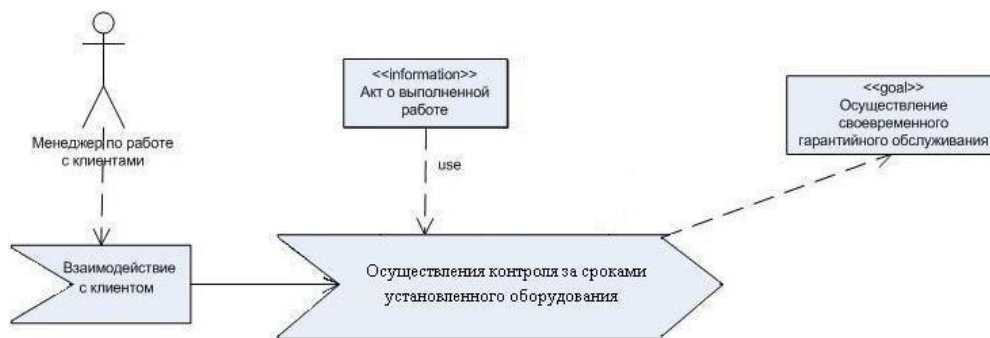 <<information>>
Акт о выполненной
работе
<<goal>>
Осуществление
своевременного
гарантийного обслуживания
Менеджер по работе
с клиентами
use
Взаимодействие
с клиентом
Осуществления контроля за сроками
установленного оборудования